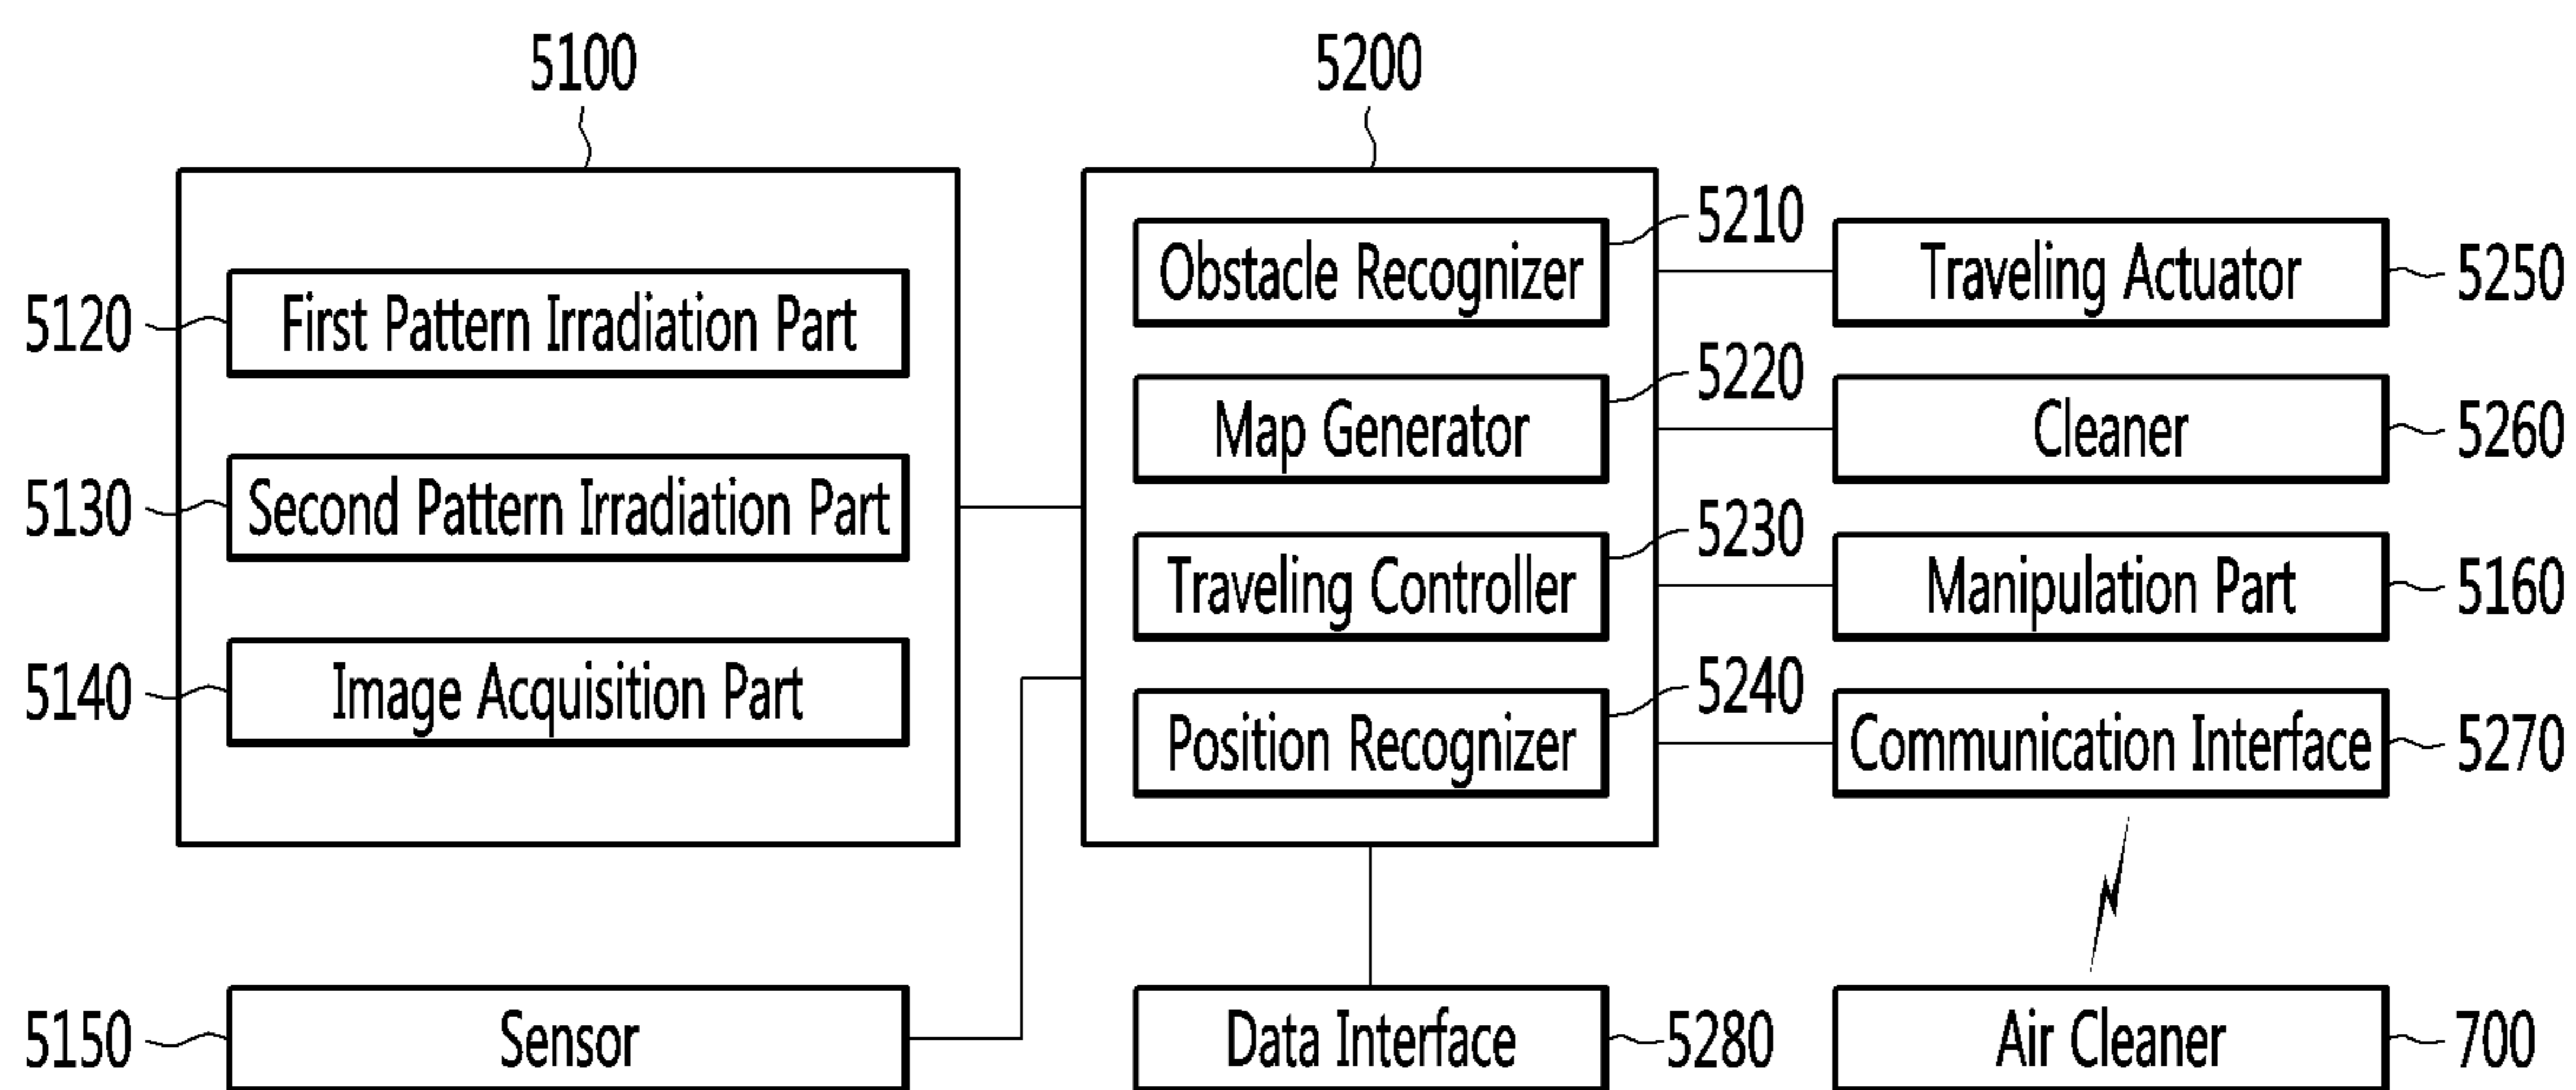 5100
5200
5120
First Pattern Irradiation Part
5130
Second Pattern Irradiation Part
5140
Image Acquisition Part
5150
Sensor
Obstacle Recognizer
5210
Map Generator
5220
Traveling Controller
5230
Position Recognizer
5240
Data Interface
5280
Traveling Actuator
5250
Cleaner
5260
Manipulation Part
5160
Communication Interface
5270
Air Cleaner
700